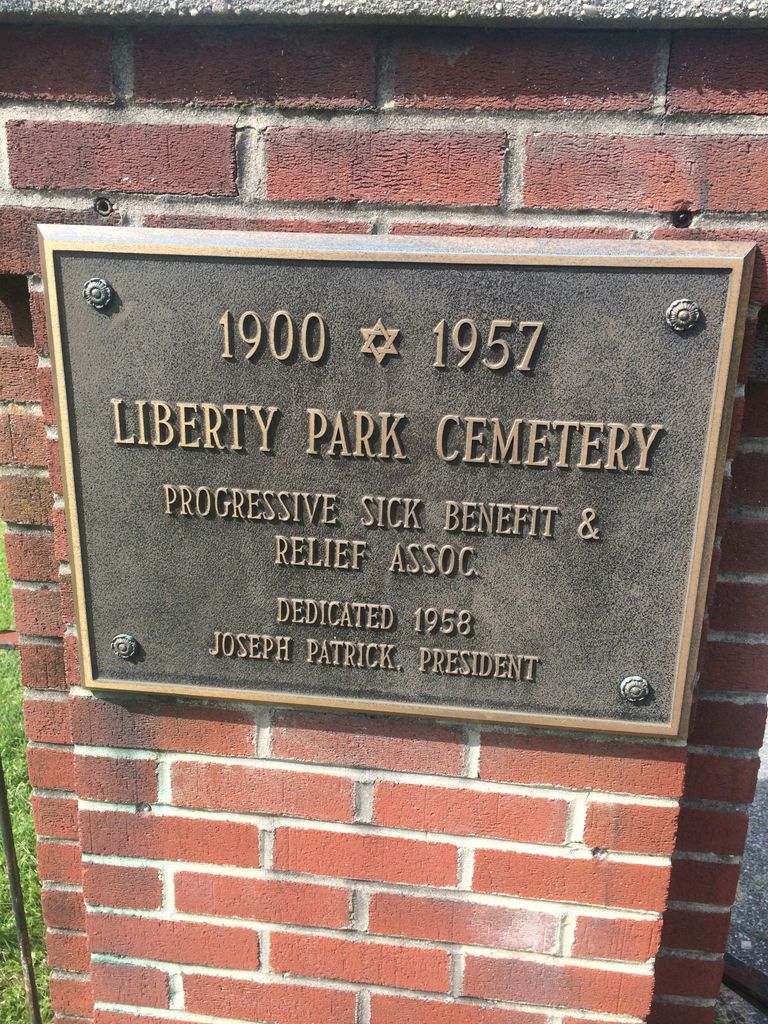 1900 ✡ 1957
LIBERTY PARK CEMETERY
PROGRESSIVE SICK BENEFIT &
RELIEF ASSOC.
DEDICATED 1958
JOSEPH PATRICK, PRESIDENT